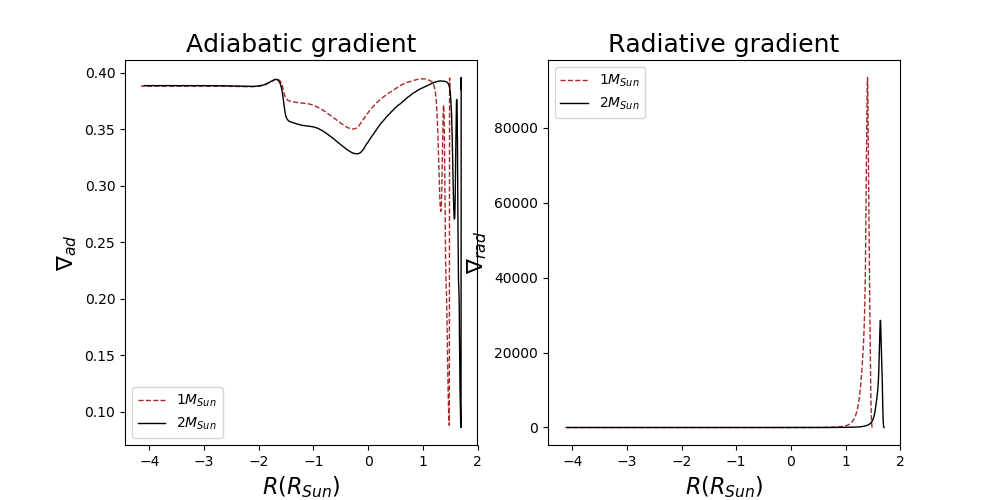 Adiabatic gradient
0.40
0.35
0.30
0.25
0.20
0.15
0.10
∇ad
1MSun
2MSun
−4 −3 −2 −1 0 1 2
R(RSun)
Radiative gradient
1MSun
2MSun
80000
60000
40000
20000
0
∇rad
−4 −3 −2 −1 0 1 2
R(RSun)